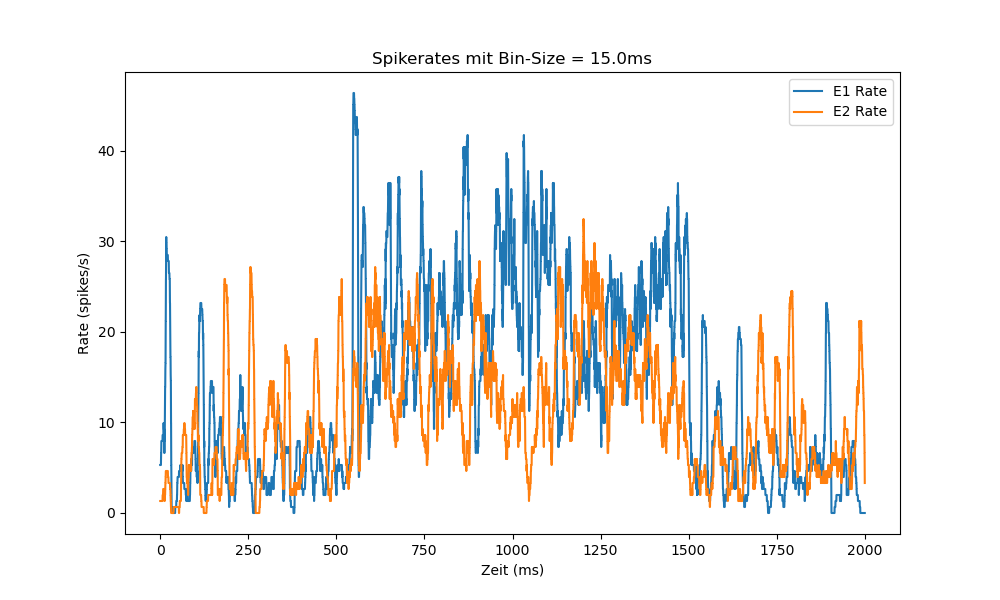 Spikerates mit Bin-Size = 15.0ms
E1 Rate
E2 Rate
Rate (spikes/s)
40
30
20
10
0
0 250 500 750 1000 1250 1500 1750 2000
Zeit (ms)